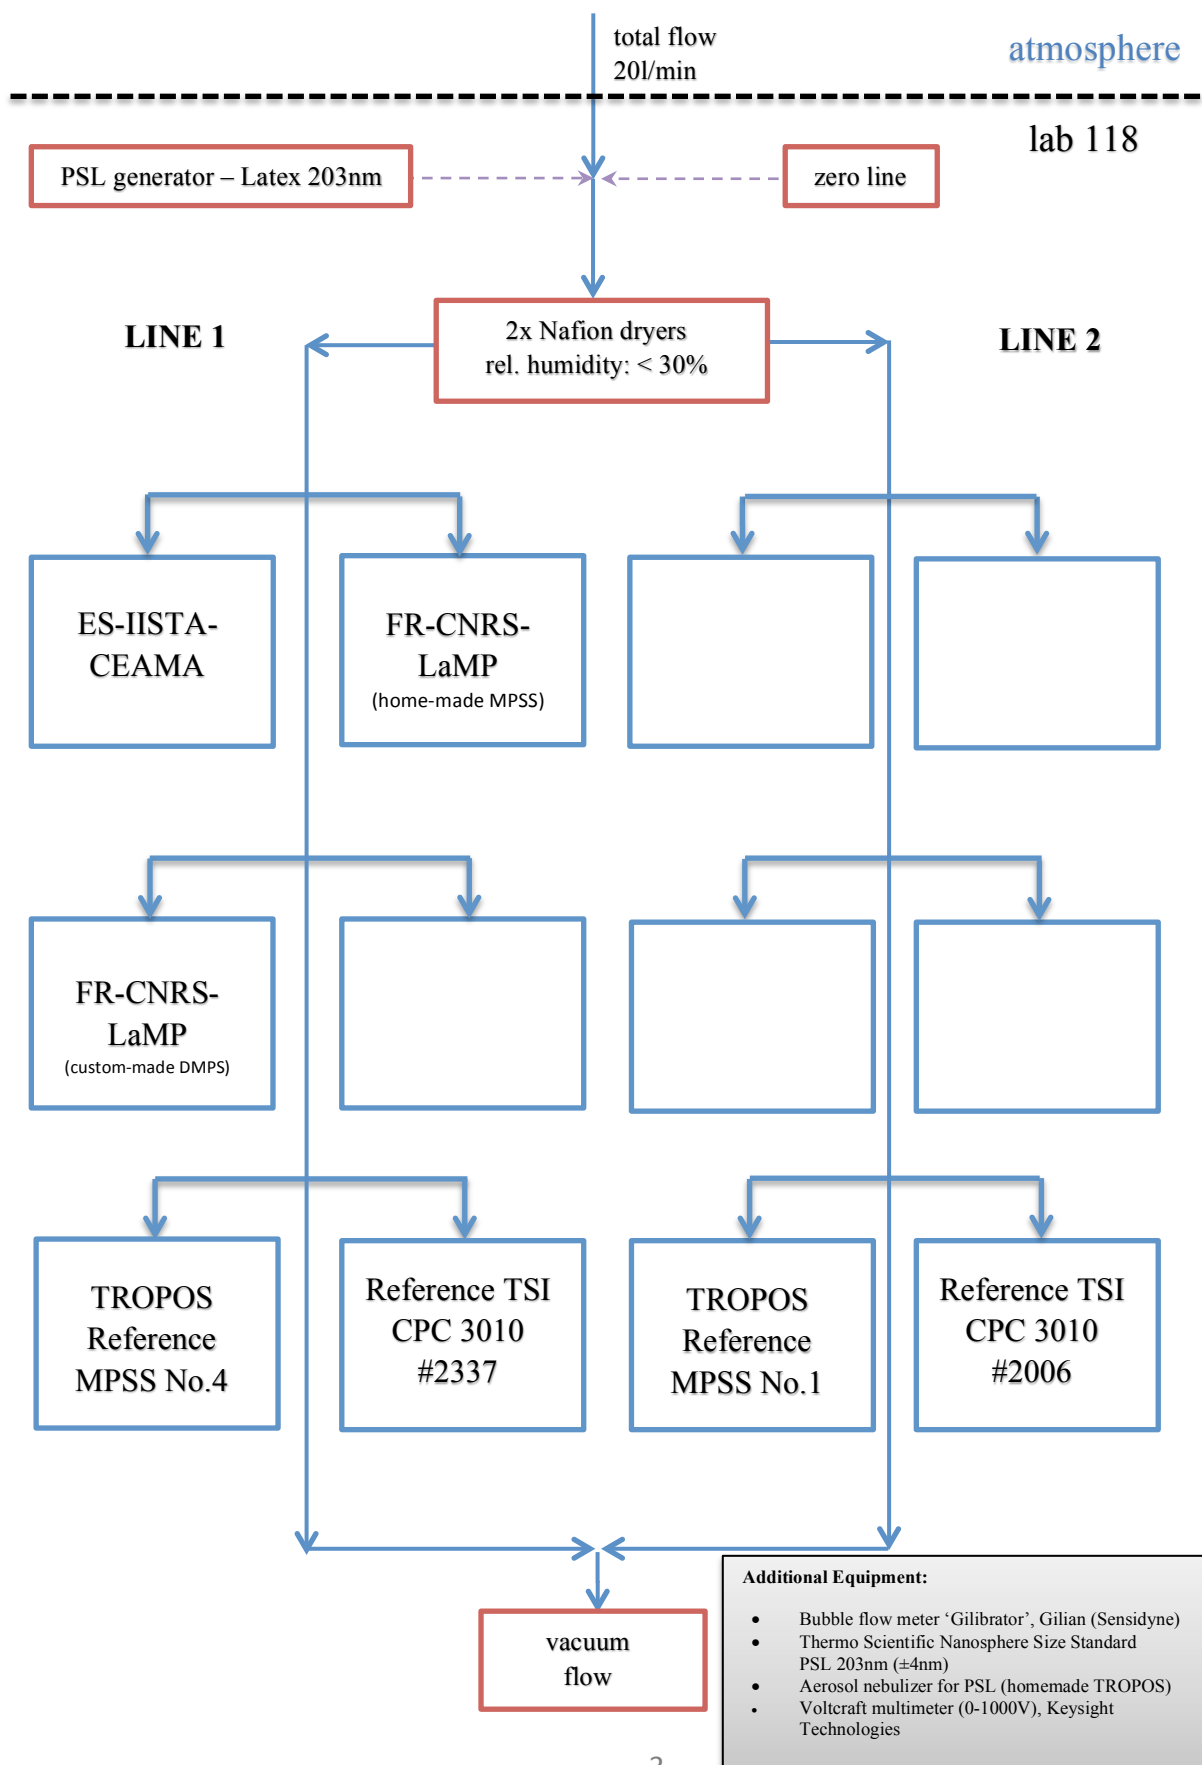 total flow
20l/min
atmosphere
lab 118
PSL generator – Latex 203nm
zero line
LINE 1
2x Nafion dryers
rel. humidity: < 30%
LINE 2
ES-IISTA-
CEAMA
FR-CNRS-
LaMP
(home-made MPSS)
FR-CNRS-
LaMP
(custom-made DMPS)
TROPOS
Reference
MPSS No.4
Reference TSI
CPC 3010
#2337
TROPOS
Reference
MPSS No.1
Reference TSI
CPC 3010
#2006
vacuum
flow
Additional Equipment:
• Bubble flow meter ‘Gilibrator’, Gilian (Sensidyne)
• Thermo Scientific Nanosphere Size Standard
PSL 203nm (±4nm)
• Aerosol nebulizer for PSL (homemade TROPOS)
• Voltcraft multimeter (0-1000V), Keysight
Technologies